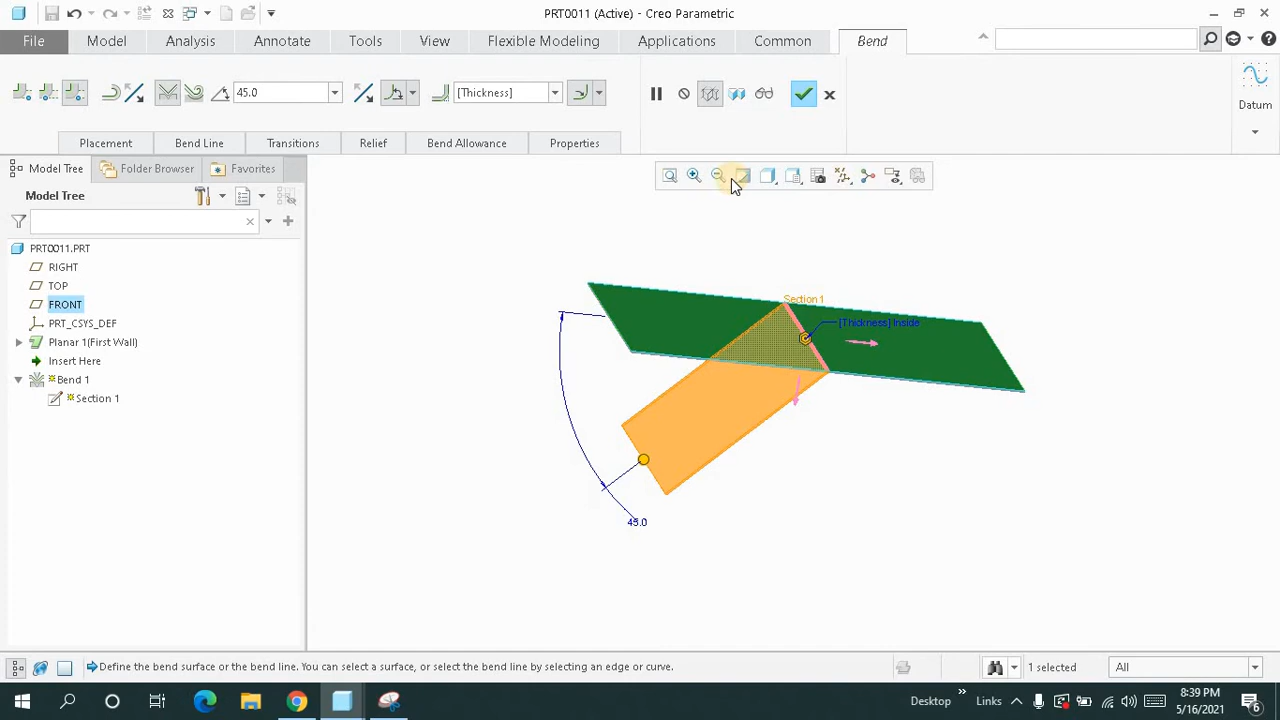 PRT0011 (Active) - Creo Parametric
File Model Analysis Annotate Tools View Flexible Modeling Applications Common Bend
45.0 [Thickness]
Datum
Placement Bend Line Transitions Relief Bend Allowance Properties
Model Tree Folder Browser Favorites
Model Tree
PRT0011.PRT
RIGHT
TOP
FRONT
PRT_CSYS_DEF
Planar 1(First Wall)
Insert Here
Bend 1
Section 1
Section1
[Thickness] Inside
45.0
Define the bend surface or the bend line. You can select a surface, or select the bend line by selecting an edge or curve.
1 selected
All
Desktop
Links
8:39 PM
5/16/2021
6